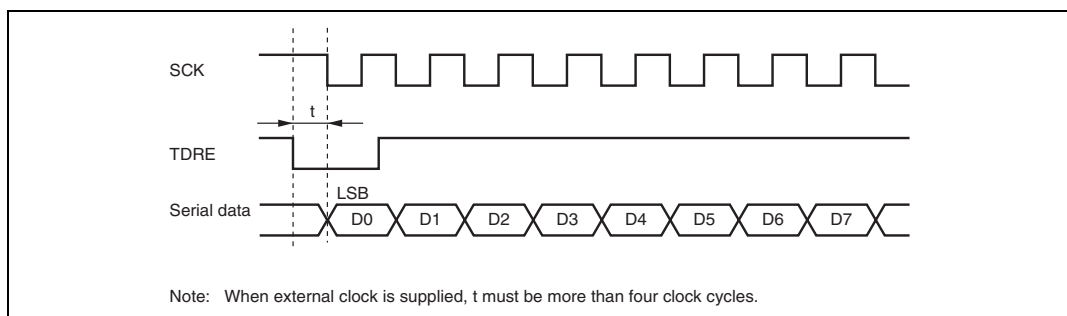 SCK
t
TDRE
LSB
Serial data
D0 D1 D2 D3 D4 D5 D6 D7
Note: When external clock is supplied, t must be more than four clock cycles.